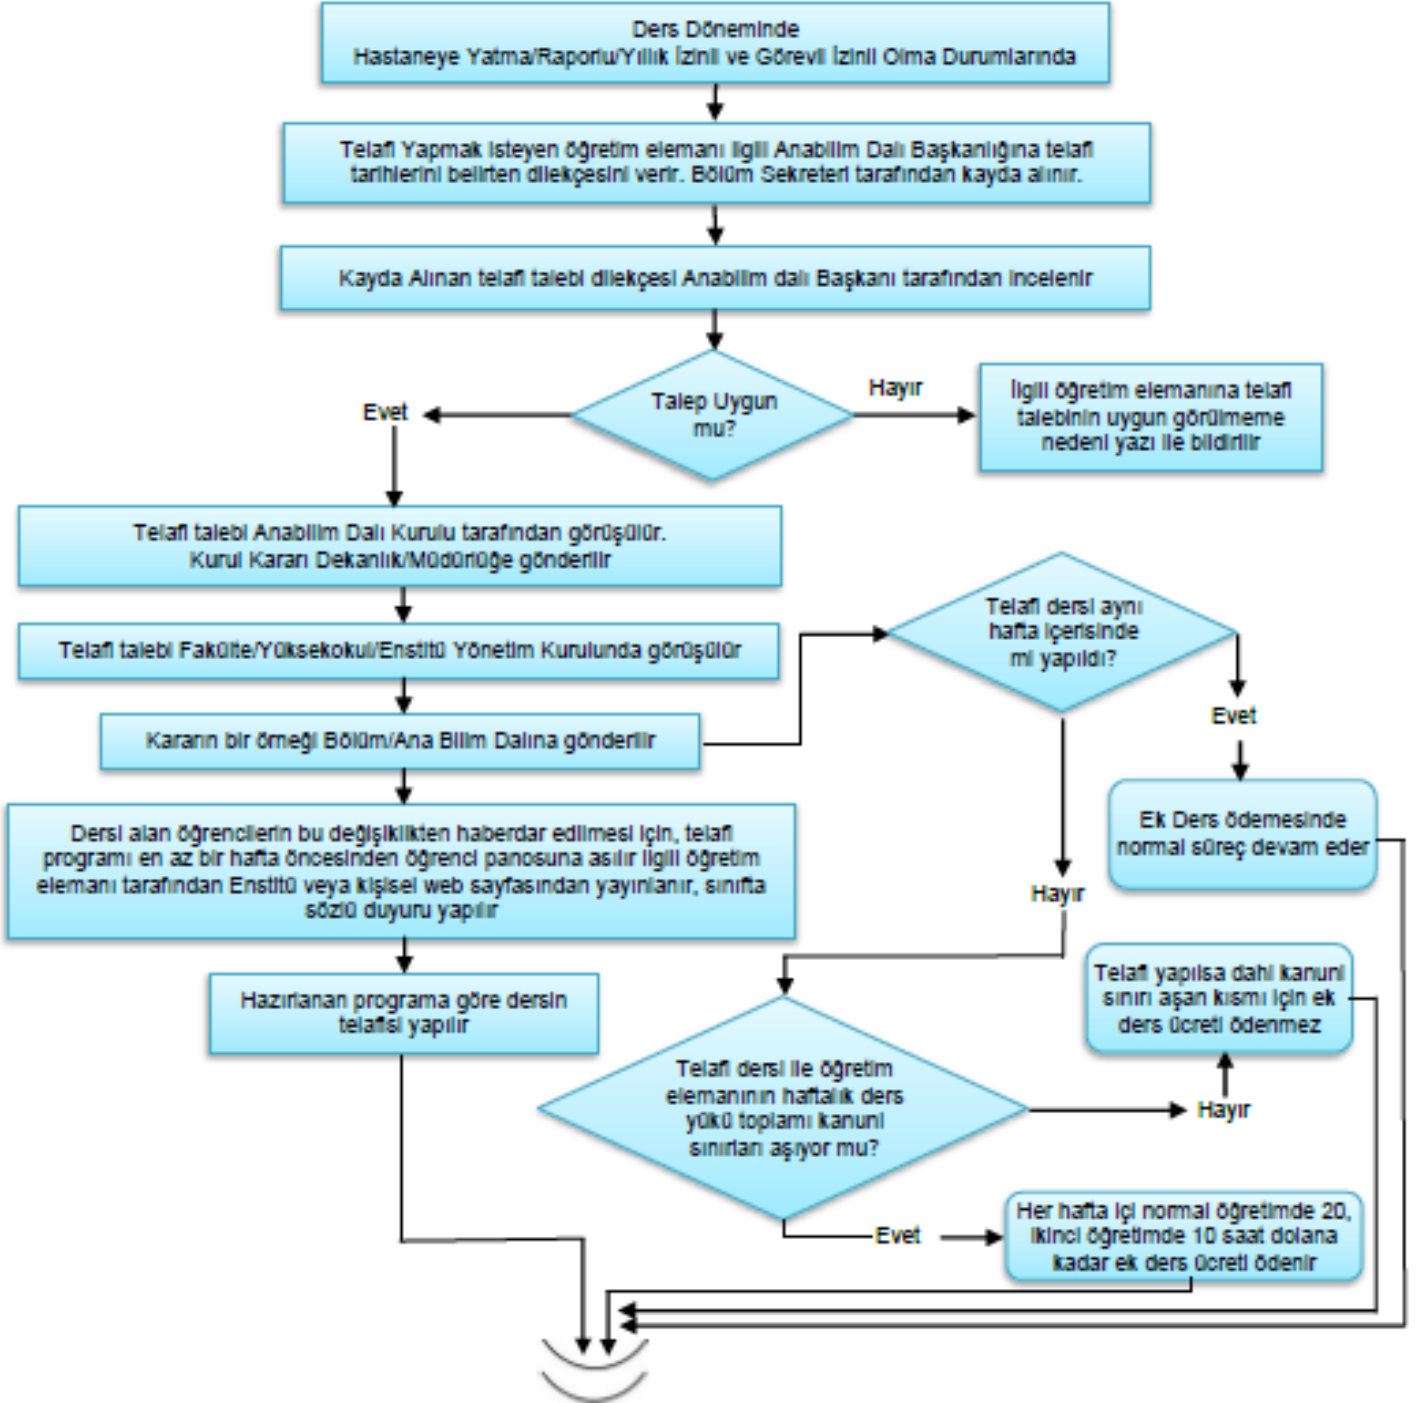 Ders Döneminde
Hastaneye Yatma/Raporlu/Yıllık İzinli ve Görevli İzinli Olma Durumlarında
Telafi Yapmak isteyen öğretim elemanı ilgili Anabilim Dalı Başkanlığına telafi
tarihlerini belirten dilekçesini verir. Bölüm Sekreteri tarafından kayda alınır.
Kayda Alınan telafi talebi dilekçesi Anabilim dalı Başkanı tarafından incelenir
Talep Uygun
mu?
Evet
Hayır
İlgili öğretim elemanına telafi
talebinin uygun görülmeme
nedeni yazı ile bildirilir
Telafi talebi Anabilim Dalı Kurulu tarafından görüşülür.
Kurul Kararı Dekanlık/Müdürlüğe gönderilir
Telafi talebi Fakülte/Yüksekokul/Enstitü Yönetim Kurulunda görüşülür
Kararın bir örneği Bölüm/Ana Bilim Dalına gönderilir
Dersi alan öğrencilerin bu değişiklikten haberdar edilmesi için, telafi
programı en az bir hafta öncesinden öğrenci panosuna asılır ilgili öğretim
elemanı tarafından Enstitü veya kişisel web sayfasından yayınlanır, sınıfta
sözlü duyuru yapılır
Hazırlanan programa göre dersin
telafisi yapılır
Telafi dersi aynı
hafta içerisinde
mi yapıldı?
Evet
Ek Ders ödemesinde
normal süreç devam eder
Hayır
Telafi yapılsa dahi kanuni
sınırı aşan kısmı için ek
ders ücreti ödenmez
Telafi dersi ile öğretim
elemanının haftalık ders
yükü toplamı kanuni
sınırları aşıyor mu?
Hayır
Evet
Her hafta içi normal öğretimde 20,
ikinci öğretimde 10 saat dolana
kadar ek ders ücreti ödenir